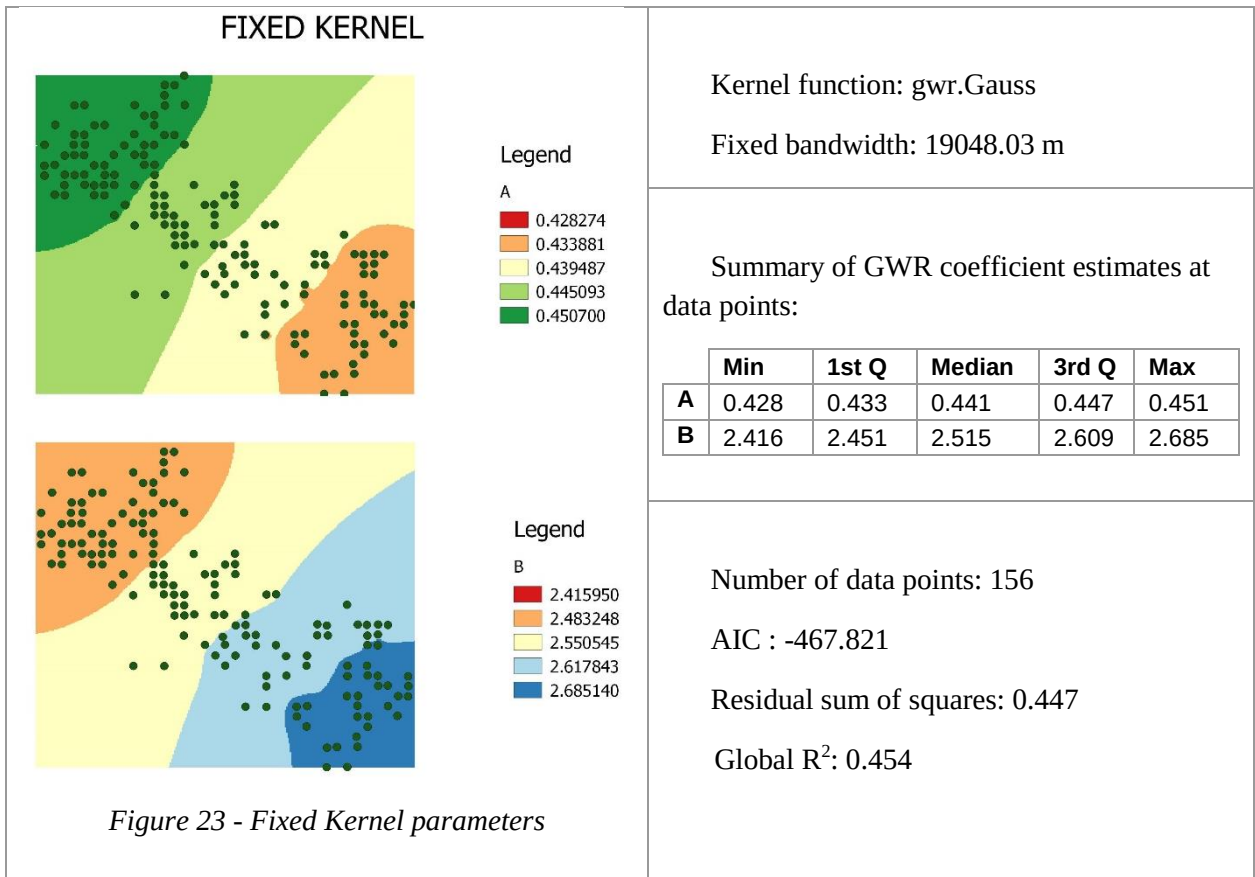 FIXED KERNEL
Legend
A
0.428274
0.433881
0.439487
0.445093
0.450700
Legend
B
2.415950
2.483248
2.550545
2.617843
2.685140
Figure 23 - Fixed Kernel parameters
Kernel function: gwr.Gauss
Fixed bandwidth: 19048.03 m
Summary of GWR coefficient estimates at
data points:
Min 1st Q Median 3rd Q Max
A 0.428 0.433 0.441 0.447 0.451
B 2.416 2.451 2.515 2.609 2.685
Number of data points: 156
AIC : -467.821
Residual sum of squares: 0.447
Global R²: 0.454